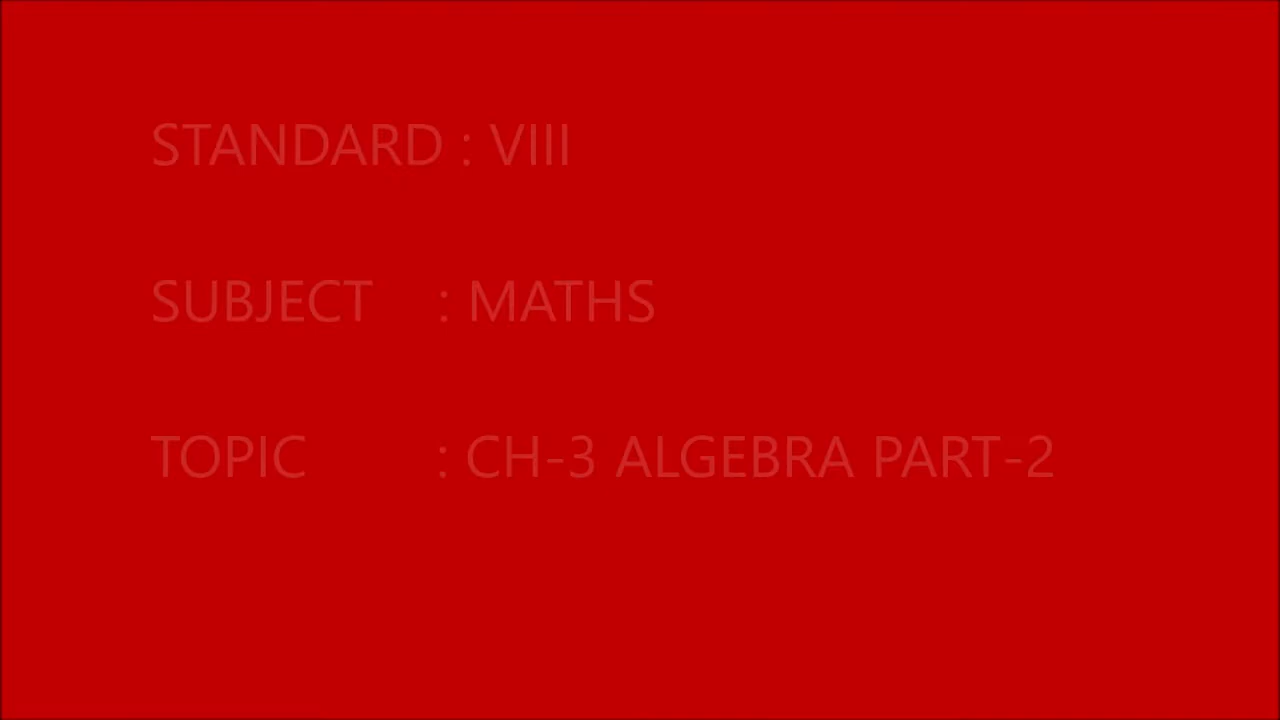 STANDARD : VIII
SUBJECT : MATHS
TOPIC : CH-3 ALGEBRA PART-2